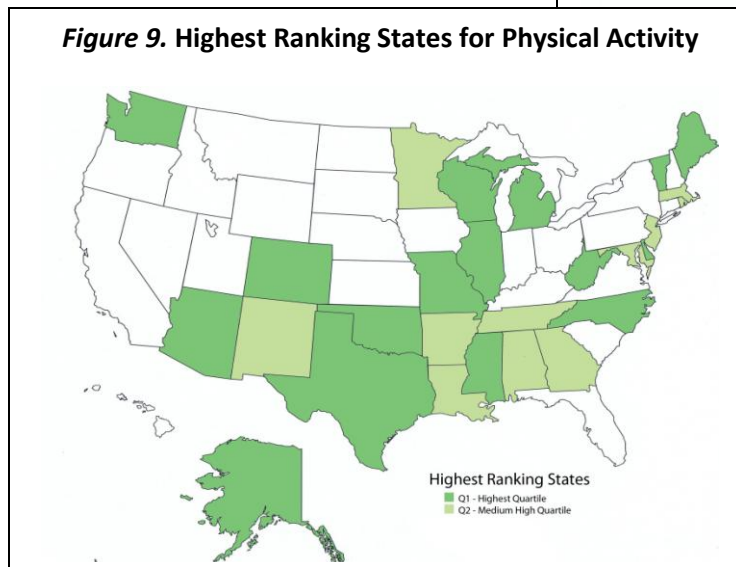 Figure 9. Highest Ranking States for Physical Activity
Highest Ranking States
Q1 - Highest Quartile
Q2 - Medium High Quartile